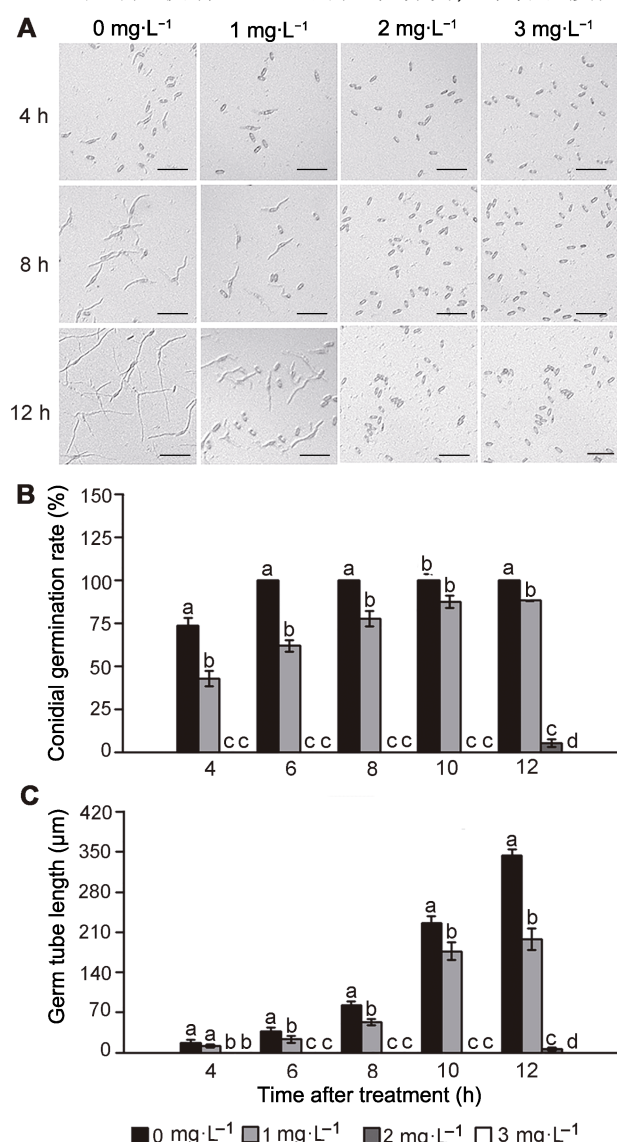 A
0 mg·L⁻¹ 1 mg·L⁻¹ 2 mg·L⁻¹ 3 mg·L⁻¹
4 h
8 h
12 h
B
Conidial germination rate (%)
150
125
100
75
50
25
0
a b c c
a b c c
a b c c
b b c c
a b c d
4 6 8 10 12
C
Germ tube length (μm)
420
350
280
210
140
70
0
a a b b
a b c c
a b c c
a b c c
a b c d
4 6 8 10 12
Time after treatment (h)
0 mg·L⁻¹ 1 mg·L⁻¹ 2 mg·L⁻¹ 3 mg·L⁻¹